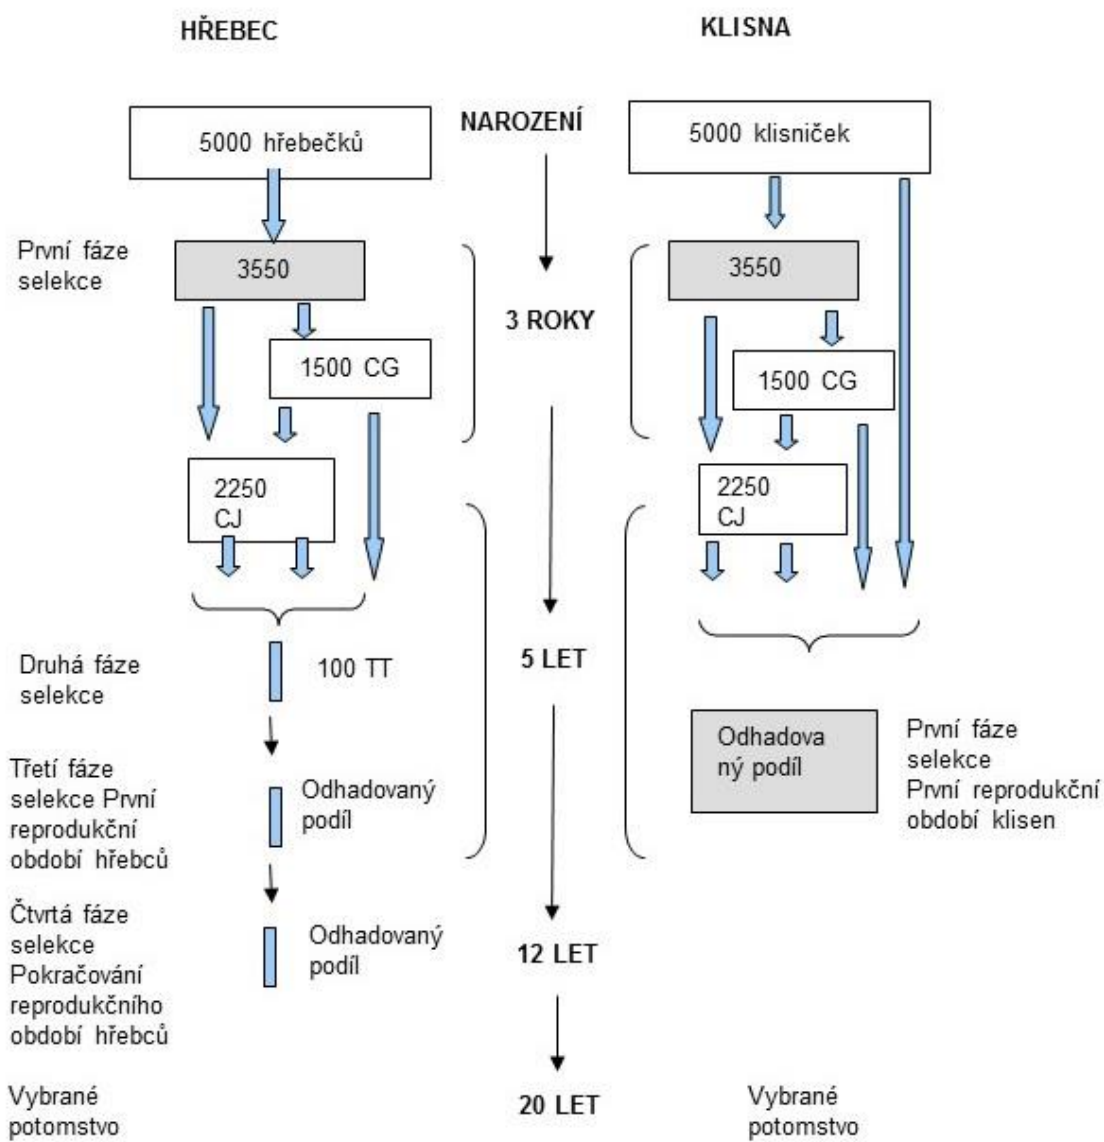 HŘEBEC
KLISNA
NAROZENÍ
5000 hřebečků
5000 klisniček
První fáze
selekce
3550
3550
3 ROKY
1500 CG
1500 CG
2250
CJ
2250
CJ
Druhá fáze
selekce
100 TT
5 LET
Odhadova
ný podíl
První fáze
selekce
První reprodukční
období klisen
Třetí fáze
selekce První
reprodukční
období hřebců
Odhadovaný
podíl
Čtvrtá fáze
selekce
Pokračování
reprodukčního
období hřebců
Odhadovaný
podíl
12 LET
Vybrané
potomstvo
20 LET
Vybrané
potomstvo